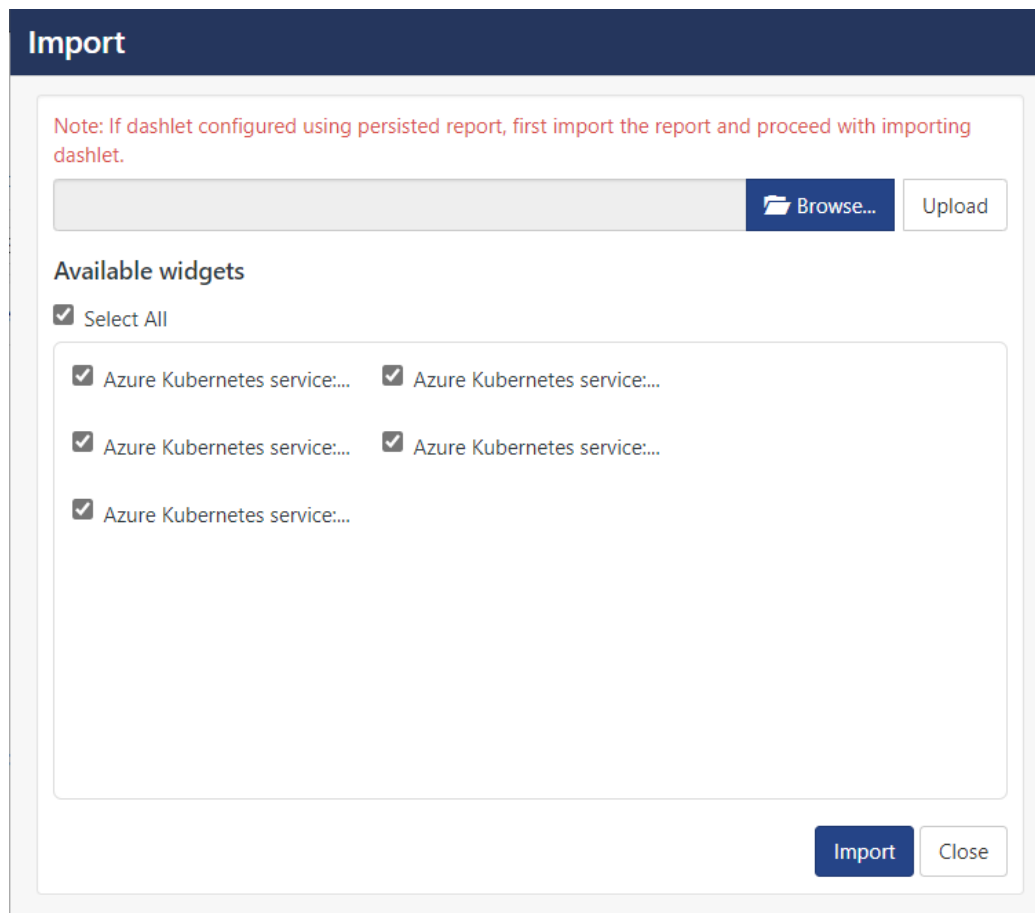 Import
Note: If dashlet configured using persisted report, first import the report and proceed with importing
dashlet.
Browse...
Upload
Available widgets
Select All
Azure Kubernetes service:...
Azure Kubernetes service:...
Azure Kubernetes service:...
Azure Kubernetes service:...
Azure Kubernetes service:...
Import
Close